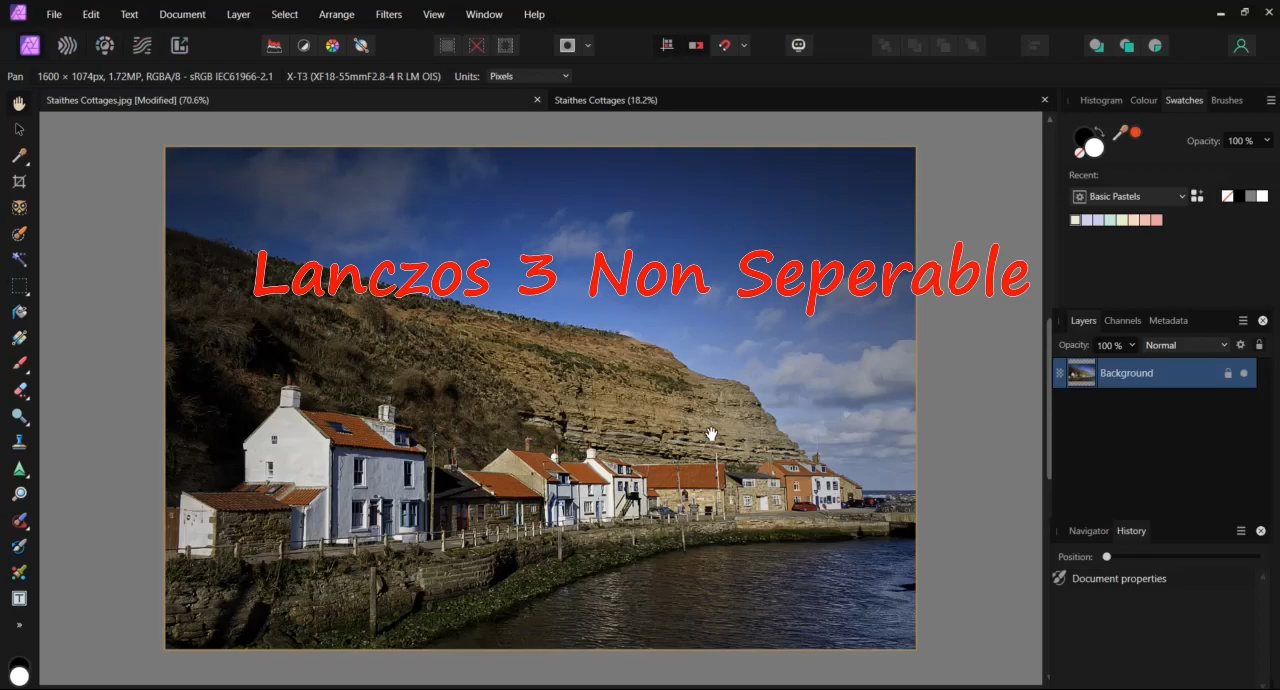 File Edit Text Document Layer Select Arrange Filters View Window Help
Pan 1600 × 1074px, 1.72MP, RGBA/8 - sRGB IEC61966-2.1 X-T3 (XF18-55mmF2.8-4 R LM OIS) Units: Pixels
Staithes Cottages.jpg [Modified] (70.6%) Staithes Cottages (18.2%)
Histogram Colour Swatches Brushes
Opacity: 100 %
Recent:
Basic Pastels
Lanczos 3 Non Seperable
Layers Channels Metadata
Opacity: 100 % Normal
Background
Navigator History
Position:
Document properties